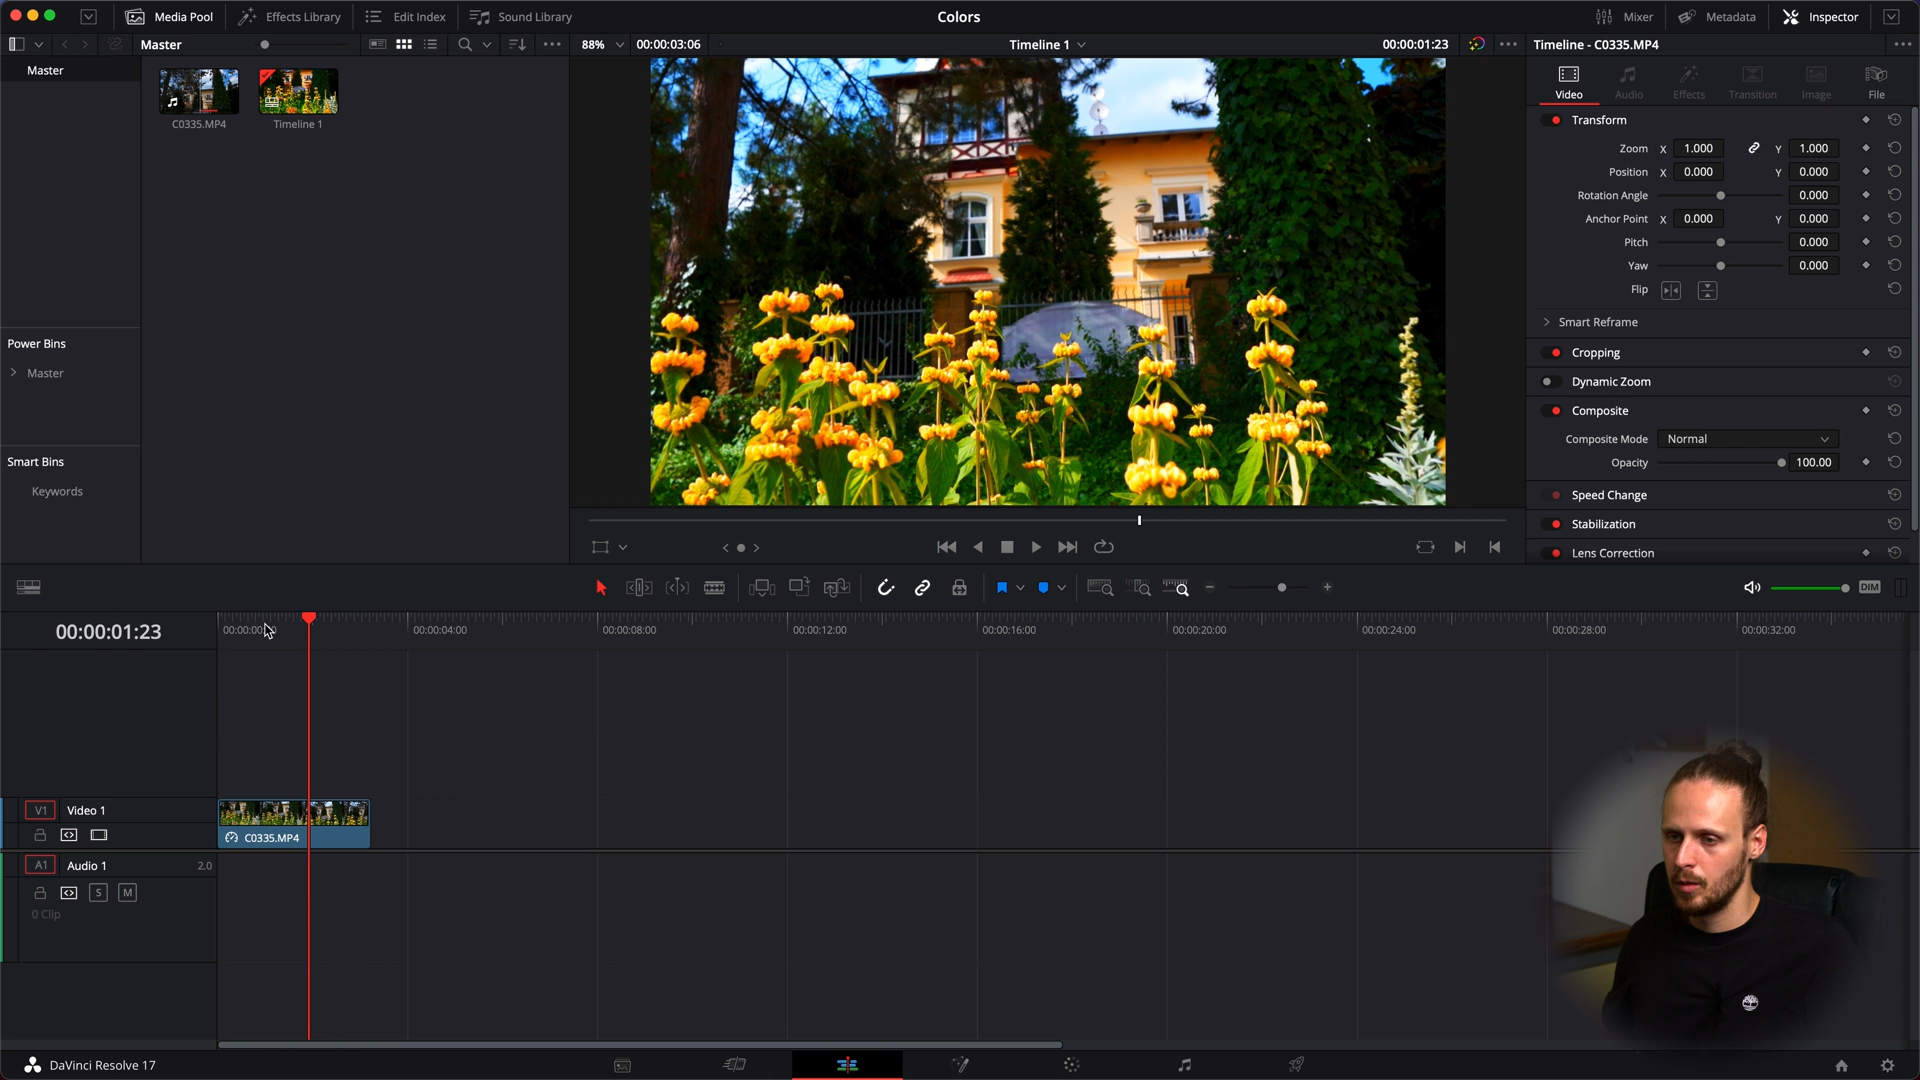 Media Pool
Effects Library
Edit Index
Sound Library
Colors
Mixer
Metadata
Inspector
Master
88%
00:00:03:06
Timeline 1
00:00:01:23
Timeline - C0335.MP4
Master
C0335.MP4
Timeline 1
Power Bins
Master
Smart Bins
Keywords
Video
Audio
Effects
Transition
Image
File
Transform
Zoom X 1.000 Y 1.000
Position X 0.000 Y 0.000
Rotation Angle 0.000
Anchor Point X 0.000 Y 0.000
Pitch 0.000
Yaw 0.000
Flip
Smart Reframe
Cropping
Dynamic Zoom
Composite
Composite Mode Normal
Opacity 100.00
Speed Change
Stabilization
Lens Correction
DIM
00:00:01:23
00:00:04:00
00:00:08:00
00:00:12:00
00:00:16:00
00:00:20:00
00:00:24:00
00:00:28:00
00:00:32:00
V1 Video 1
C0335.MP4
A1 Audio 1 2.0
S M
0 Clip
DaVinci Resolve 17